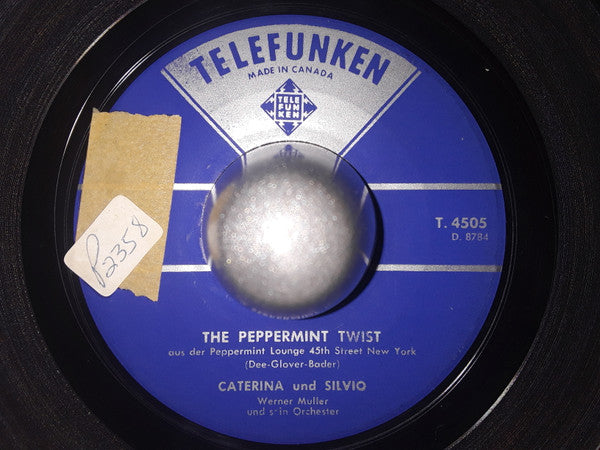 TELEFUNKEN
MADE IN CANADA
TELE
FUN
KEN
T. 4505
D. 8784
P2358
THE PEPPERMINT TWIST
aus der Peppermint Lounge 45th Street New York
(Dee-Glover-Bader)
CATERINA und SILVIO
Werner Muller
und sein Orchester